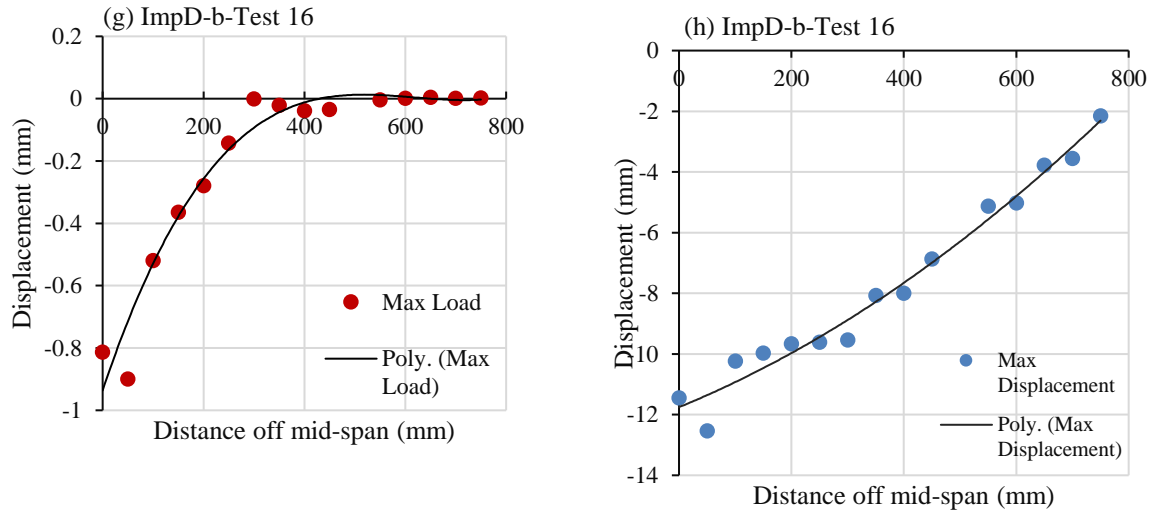 (g) ImpD-b-Test 16
0.2
0
-0.2
-0.4
-0.6
-0.8
-1
0
200
400
600
800
Displacement (mm)
Distance off mid-span (mm)
Max Load
Poly. (Max
Load)
(h) ImpD-b-Test 16
0
-2
-4
-6
-8
-10
-12
-14
0
200
400
600
800
Displacement (mm)
Distance off mid-span (mm)
Max
Displacement
Poly. (Max
Displacement)